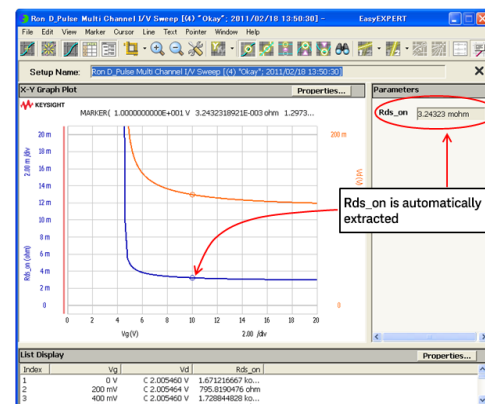 Ron D_Pulse Multi Channel I/V Sweep [(4) "Okay"; 2011/02/18 13:50:30] - EasyEXPERT
File Edit View Marker Cursor Line Text Pointer Window Help
Setup Name: Ron D_Pulse Multi Channel I/V Sweep [(4) "Okay"; 2011/02/18 13:50:30]
X-Y Graph Plot Properties... Parameters
KEYSIGHT
MARKER( 1.0000000000E+001 V 3.2432318921E-003 ohm 1.2973...
Rds_on 3.24323 mohm
20 m 200 m
2.00 m /div
18 m
16 m
14 m
12 m
10 m
8 m
6 m
4 m
2 m
0 0
Rds_on (ohm)
Vd (V)
Rds_on is automatically
extracted
0 2 4 6 8 10 12 14 16 18 20
Vg (V) 2.00 /div
List Display Properties...
Index Vg Vd Rds_on
1 0 V C 2.005460 V 1.671216667 ko...
2 200 mV C 2.005464 V 795.8190476 ohm
3 400 mV C 2.005460 V 1.728844828 ko...